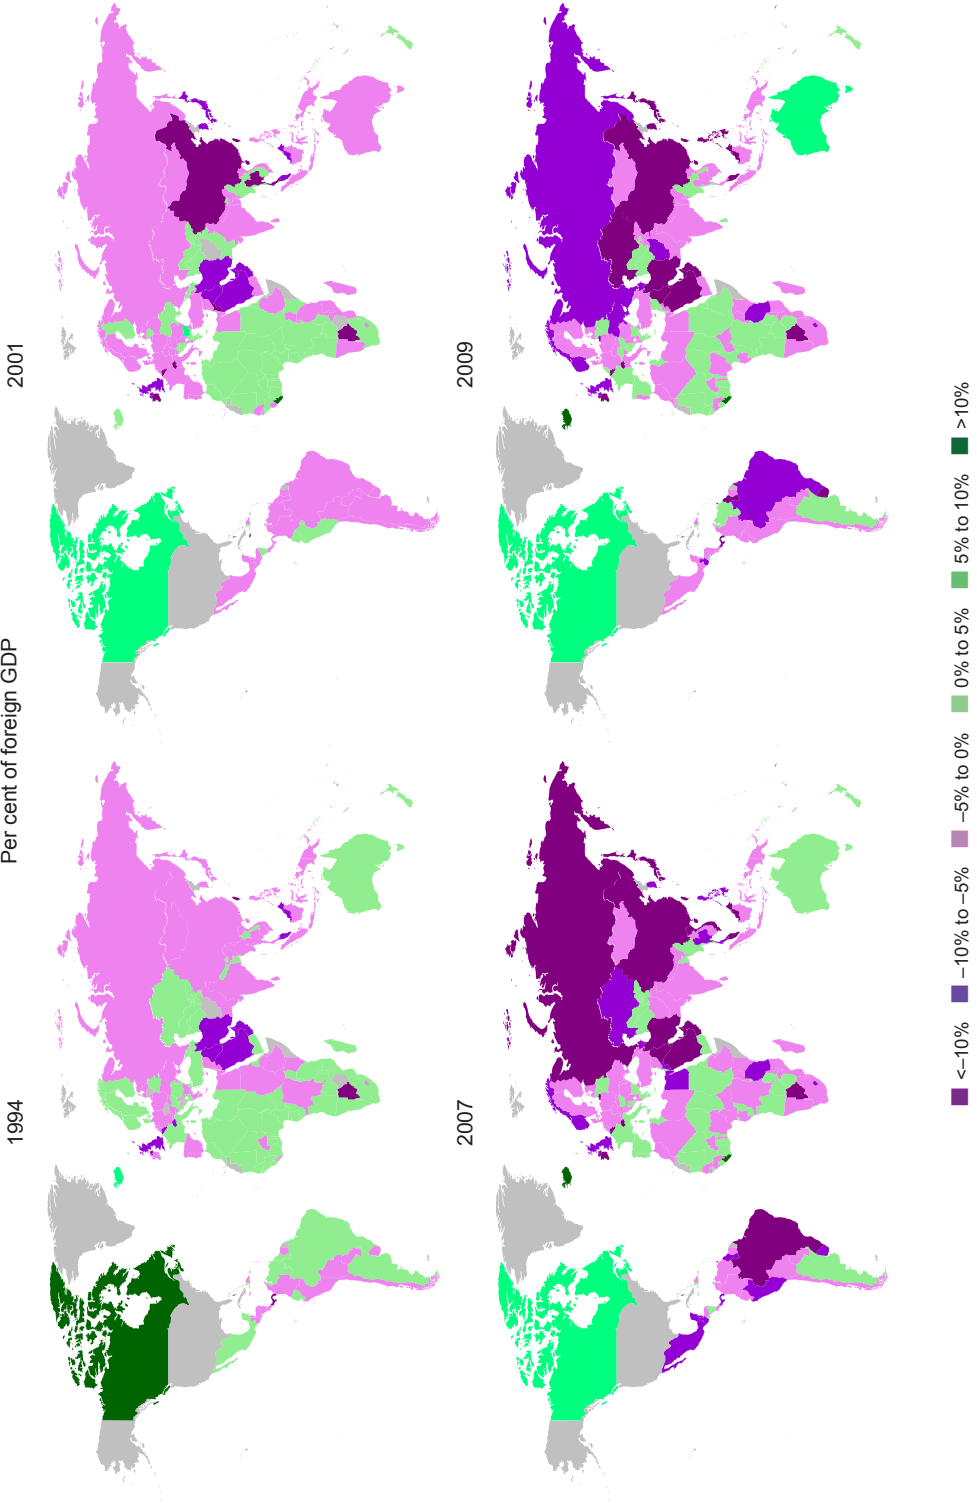 Per cent of foreign GDP
1994
2001
2007
2009
<–10%
–10% to –5%
–5% to 0%
0% to 5%
5% to 10%
>10%